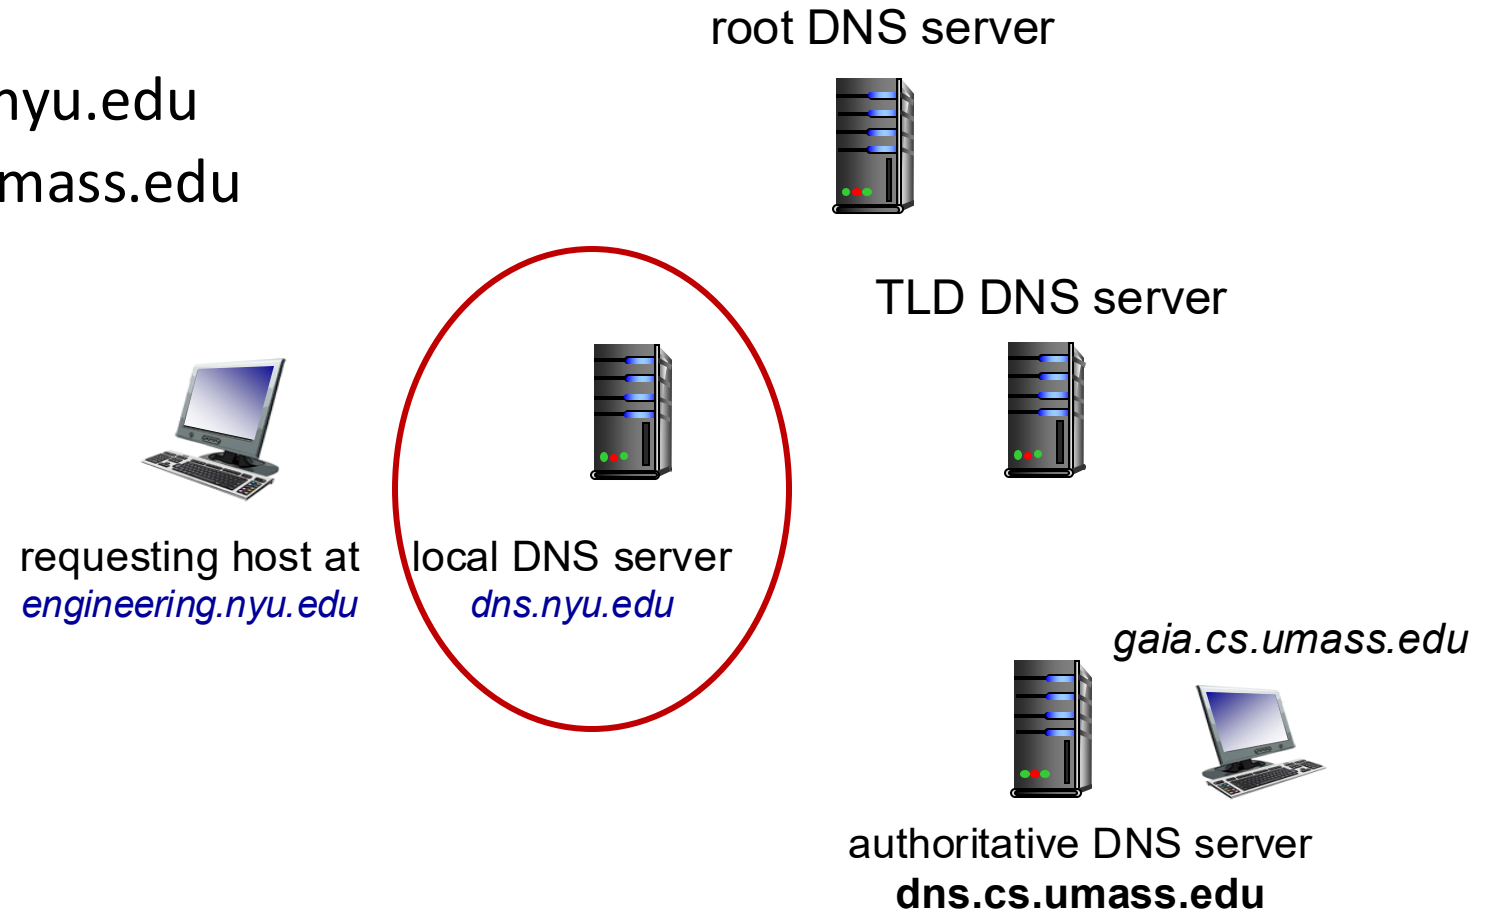 root DNS server
nyu.edu
mass.edu
TLD DNS server
requesting host at
engineering.nyu.edu
local DNS server
dns.nyu.edu
gaia.cs.umass.edu
authoritative DNS server
dns.cs.umass.edu